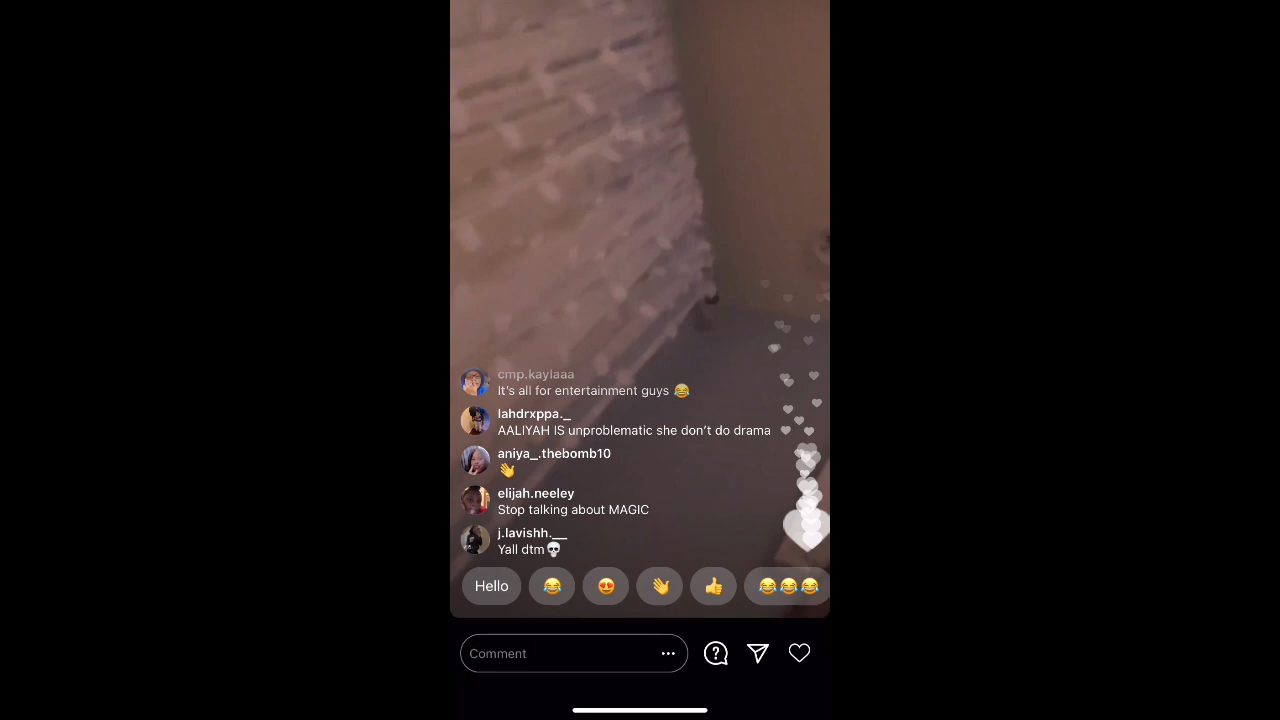 cmp.kaylaaa
It's all for entertainment guys 😂
lahdrxppa._
AALIYAH IS unproblematic she don’t do drama
aniya_.thebomb10
👋
elijah.neeley
Stop talking about MAGIC
j.lavishh.___
Yall dtm💀
Hello 😂 😍 👋 👍 😂😂😂
Comment